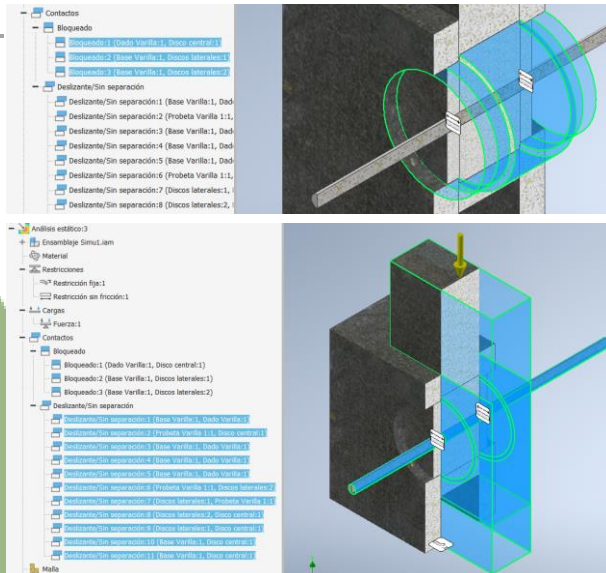 Contactos
Bloqueado
Bloqueado:1 (Dado Varilla:1, Disco central:1)
Bloqueado:2 (Base Varilla:1, Discos laterales:1)
Bloqueado:3 (Base Varilla:1, Discos laterales:2)
Deslizante/Sin separación
Deslizante/Sin separación:1 (Base Varilla:1, Dado
Deslizante/Sin separación:2 (Probeta Varilla 1:1,
Deslizante/Sin separación:3 (Base Varilla:1, Dado
Deslizante/Sin separación:4 (Base Varilla:1, Dado
Deslizante/Sin separación:5 (Base Varilla:1, Dado
Deslizante/Sin separación:6 (Probeta Varilla 1:1,
Deslizante/Sin separación:7 (Discos laterales:1,
Deslizante/Sin separación:8 (Discos laterales:2,
Análisis estático:3
Ensamblaje Simu1.iam
Material
Restricciones
Restricción fija:1
Restricción sin fricción:1
Cargas
Fuerza:1
Contactos
Bloqueado
Bloqueado:1 (Dado Varilla:1, Disco central:1)
Bloqueado:2 (Base Varilla:1, Discos laterales:1)
Bloqueado:3 (Base Varilla:1, Discos laterales:2)
Deslizante/Sin separación
Deslizante/Sin separación:1 (Base Varilla:1, Dado Varilla:1)
Deslizante/Sin separación:2 (Probeta Varilla 1:1, Disco central:1)
Deslizante/Sin separación:3 (Base Varilla:1, Dado Varilla:1)
Deslizante/Sin separación:4 (Base Varilla:1, Dado Varilla:1)
Deslizante/Sin separación:5 (Base Varilla:1, Dado Varilla:1)
Deslizante/Sin separación:6 (Probeta Varilla 1:1, Discos laterales:2)
Deslizante/Sin separación:7 (Discos laterales:1, Probeta Varilla 1:1)
Deslizante/Sin separación:8 (Discos laterales:2, Disco central:1)
Deslizante/Sin separación:9 (Discos laterales:1, Disco central:1)
Deslizante/Sin separación:10 (Base Varilla:1, Disco central:1)
Deslizante/Sin separación:11 (Base Varilla:1, Disco central:1)
Malla